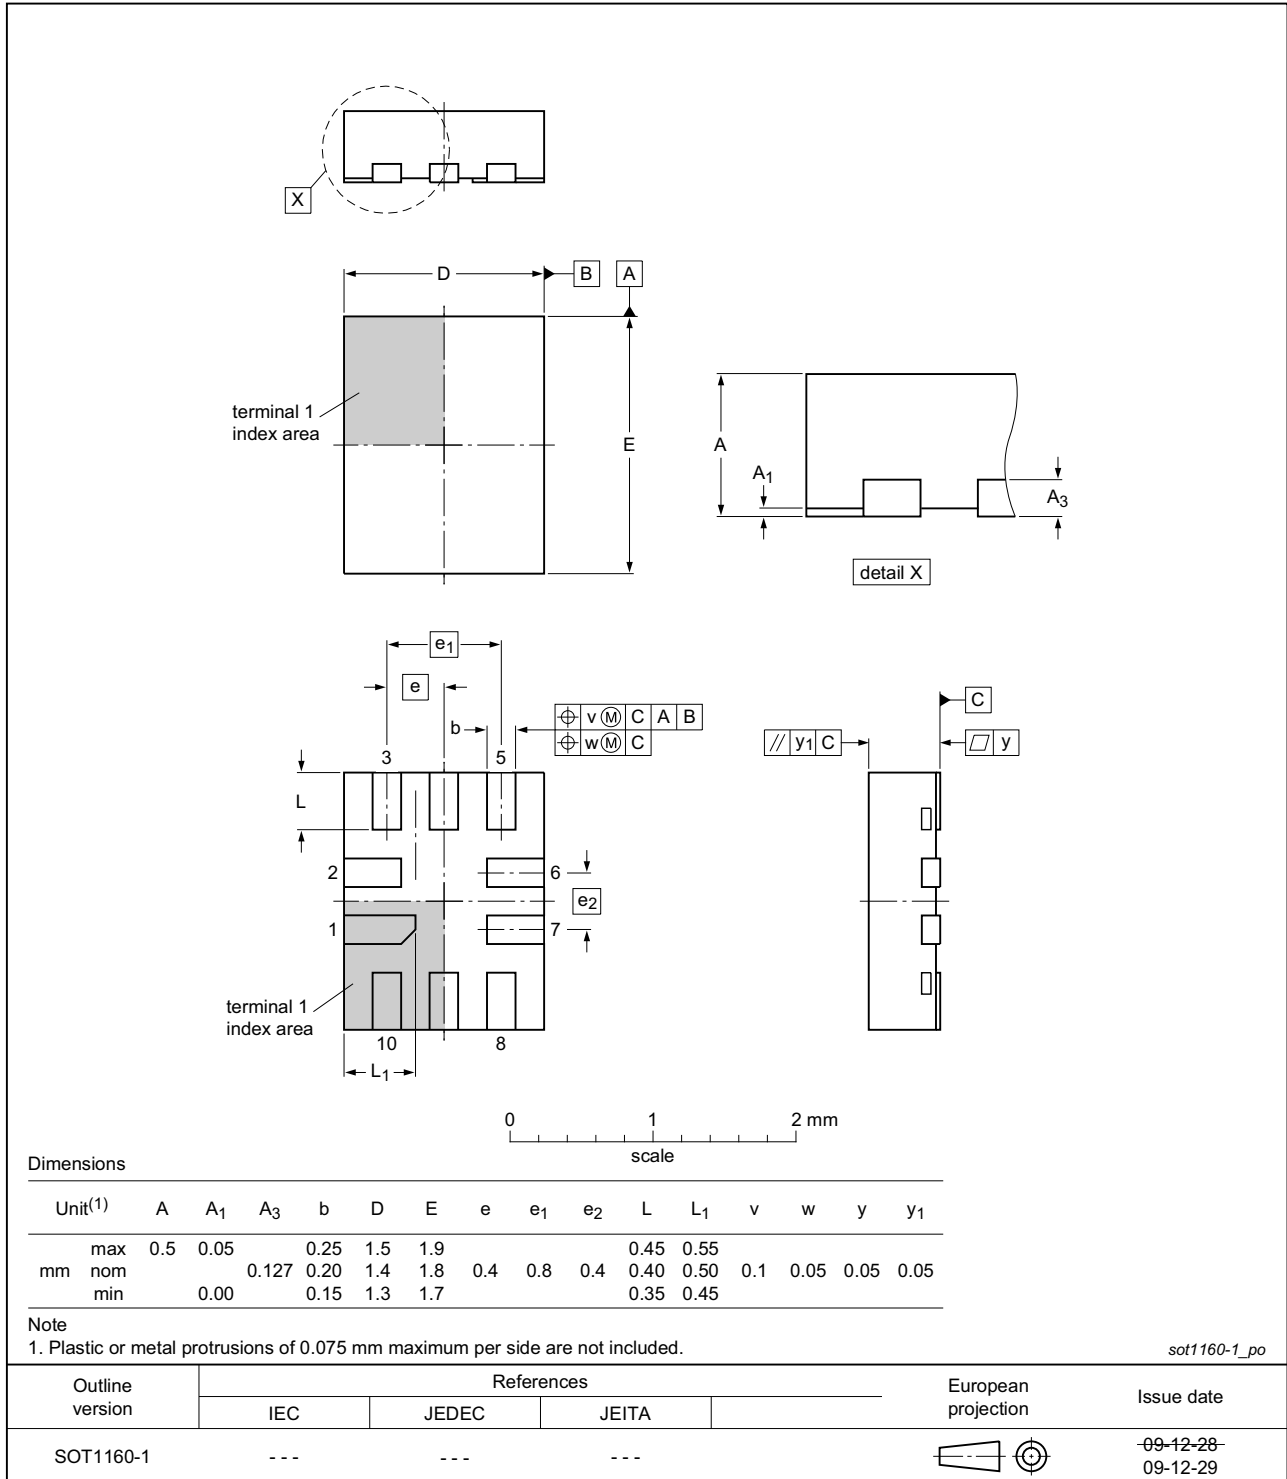 X
D
B
A
terminal 1
index area
E
A
A1
A3
detail X
e1
e
b
v M C A B
w M C
C
// y1 C
y
3
5
L
2
6
e2
1
7
terminal 1
index area
10
8
L1
0 1 2 mm
scale
Dimensions
Unit(1) A A1 A3 b D E e e1 e2 L L1 v w y y1
max 0.5 0.05 0.25 1.5 1.9 0.45 0.55
mm nom 0.127 0.20 1.4 1.8 0.4 0.8 0.4 0.40 0.50 0.1 0.05 0.05 0.05
min 0.00 0.15 1.3 1.7 0.35 0.45
Note
1. Plastic or metal protrusions of 0.075 mm maximum per side are not included.
sot1160-1_po
Outline version
References
European projection
Issue date
IEC JEDEC JEITA
SOT1160-1 - - - - - - - - -
09-12-28
09-12-29